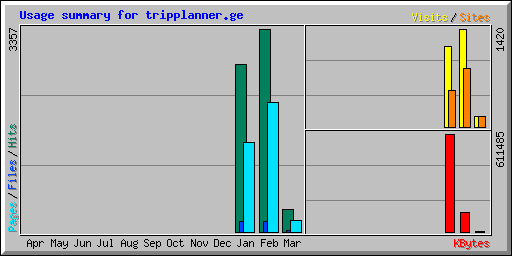 Usage summary for tripplanner.ge
Visits/Sites
3357
1420
611485
Pages/Files/Hits
Apr May Jun Jul Aug Sep Oct Nov Dec Jan Feb Mar
KBytes